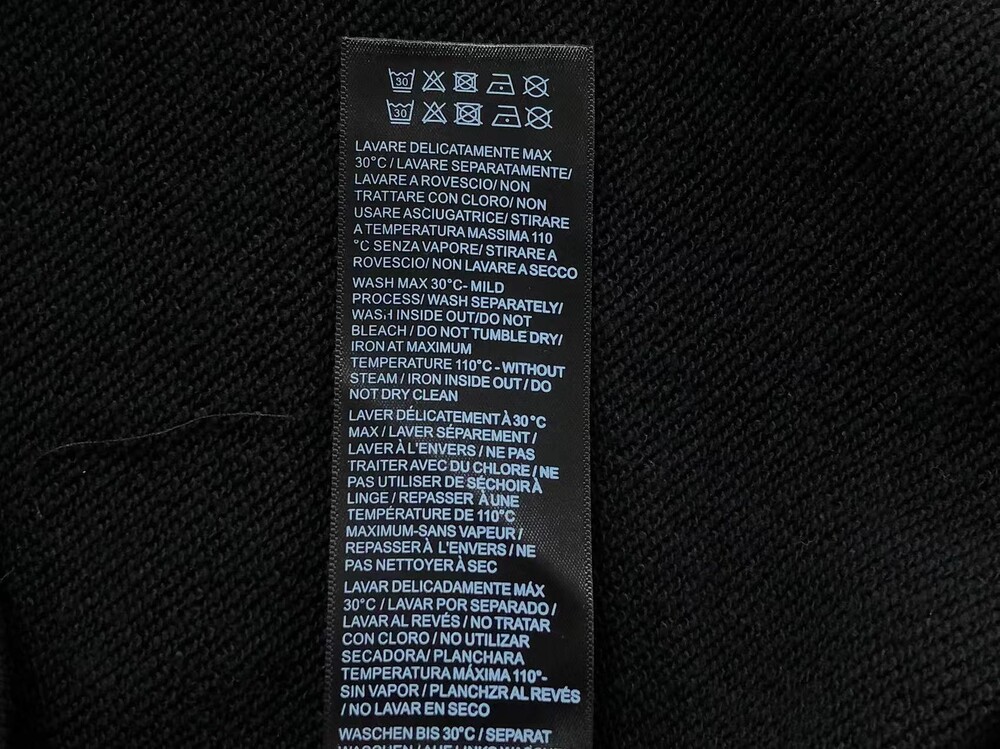 30
30
LAVARE DELICATAMENTE MAX
30°C / LAVARE SEPARATAMENTE/
LAVARE A ROVESCIO/ NON
TRATTARE CON CLORO/ NON
USARE ASCIUGATRICE/ STIRARE
A TEMPERATURA MASSIMA 110
°C SENZA VAPORE/ STIRARE A
ROVESCIO/ NON LAVARE A SECCO
WASH MAX 30°C- MILD
PROCESS/ WASH SEPARATELY/
WASH INSIDE OUT/DO NOT
BLEACH / DO NOT TUMBLE DRY/
IRON AT MAXIMUM
TEMPERATURE 110°C - WITHOUT
STEAM / IRON INSIDE OUT / DO
NOT DRY CLEAN
LAVER DÉLICATEMENT À 30°C
MAX / LAVER SÉPAREMENT /
LAVER À L'ENVERS / NE PAS
TRAITER AVEC DU CHLORE / NE
PAS UTILISER DE SÉCHOIR À
LINGE / REPASSER À UNE
TEMPÉRATURE DE 110°C
MAXIMUM-SANS VAPEUR /
REPASSER À L'ENVERS / NE
PAS NETTOYER À SEC
LAVAR DELICADAMENTE MÁX
30°C / LAVAR POR SEPARADO /
LAVAR AL REVÉS / NO TRATAR
CON CLORO / NO UTILIZAR
SECADORA/ PLANCHARA
TEMPERATURA MÁXIMA 110°-
SIN VAPOR / PLANCHZR AL REVÉS
/ NO LAVAR EN SECO
WASCHEN BIS 30°C / SEPARAT
WASCHEN / AUF LINKS WASCHEN